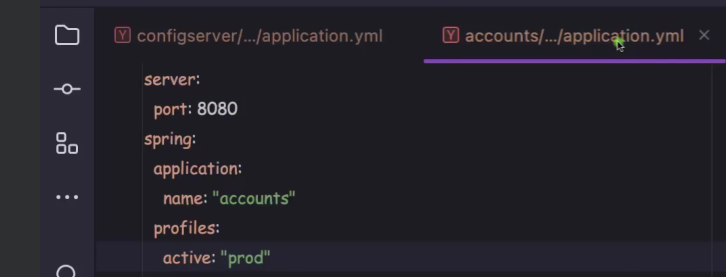 configserver/.../application.yml accounts/.../application.yml
server:
port: 8080
spring:
application:
name: "accounts"
profiles:
active: "prod"